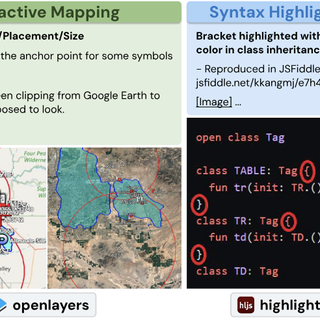 active Mapping
/Placement/Size
the anchor point for some symbols
en clipping from Google Earth to
osed to look.
openlayers
Syntax Highlig
Bracket highlighted with
color in class inheritanc
- Reproduced in JSFiddle
jsfiddle.net/kkangmj/e7h4
[Image] ...
open class Tag
class TABLE: Tag {
fun tr(init: TR.()
}
class TR: Tag {
fun td(init: TD.()
}
class TD: Tag
hljs highlight